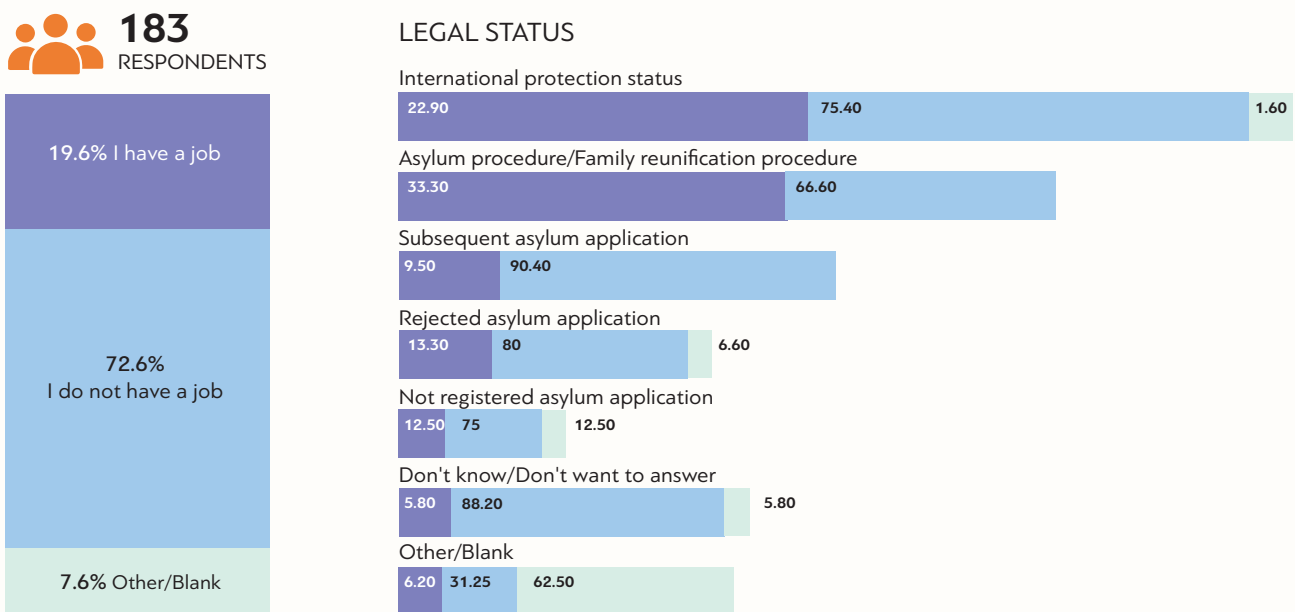 183
RESPONDENTS
19.6% I have a job
72.6%
I do not have a job
7.6% Other/Blank
LEGAL STATUS
International protection status
22.90 75.40 1.60
Asylum procedure/Family reunification procedure
33.30 66.60
Subsequent asylum application
9.50 90.40
Rejected asylum application
13.30 80 6.60
Not registered asylum application
12.50 75 12.50
Don't know/Don't want to answer
5.80 88.20 5.80
Other/Blank
6.20 31.25 62.50